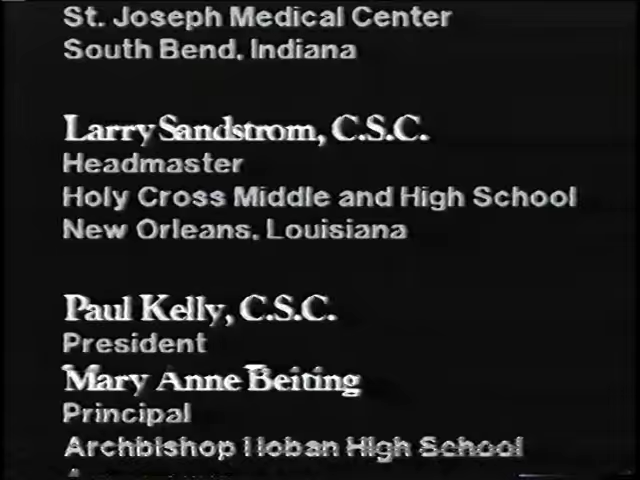 St. Joseph Medical Center
South Bend, Indiana
Larry Sandstrom, C.S.C.
Headmaster
Holy Cross Middle and High School
New Orleans, Louisiana
Paul Kelly, C.S.C.
President
Mary Anne Beiting
Principal
Archbishop Hoban High School